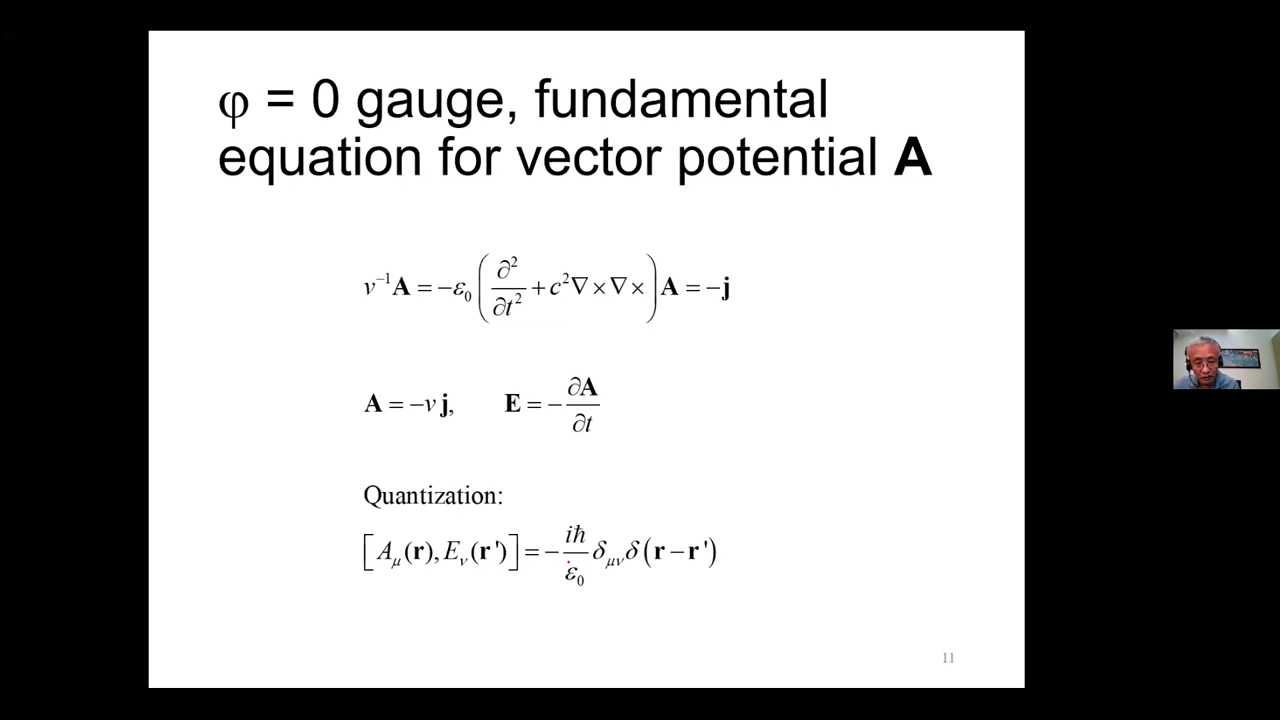 φ = 0 gauge, fundamental
equation for vector potential A
v⁻¹A = −ε₀ ( ∂²/∂t² + c²∇×∇× ) A = −j
A = −v j, E = − ∂A/∂t
Quantization:
[ A_μ(r), E_ν(r') ] = − iħ/ε₀ δ_μν δ(r − r')
11